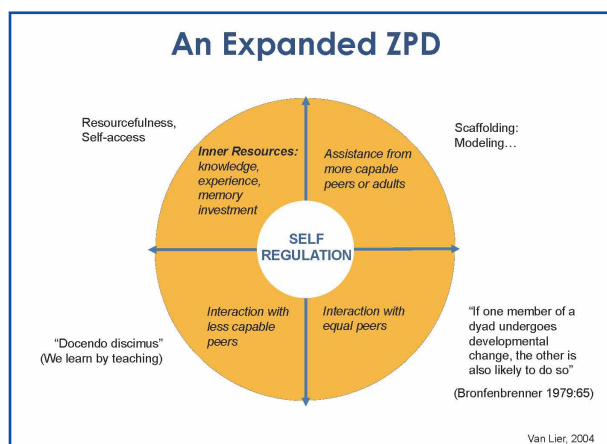 An Expanded ZPD
Resourcefulness,
Self-access
Inner Resources:
knowledge,
experience,
memory
investment
Assistance from
more capable
peers or adults
Scaffolding:
Modeling…
SELF
REGULATION
"Docendo discimus"
(We learn by teaching)
Interaction with
less capable
peers
Interaction with
equal peers
"If one member of a
dyad undergoes
developmental
change, the other is
also likely to do so"
(Bronfenbrenner 1979:65)
Van Lier, 2004